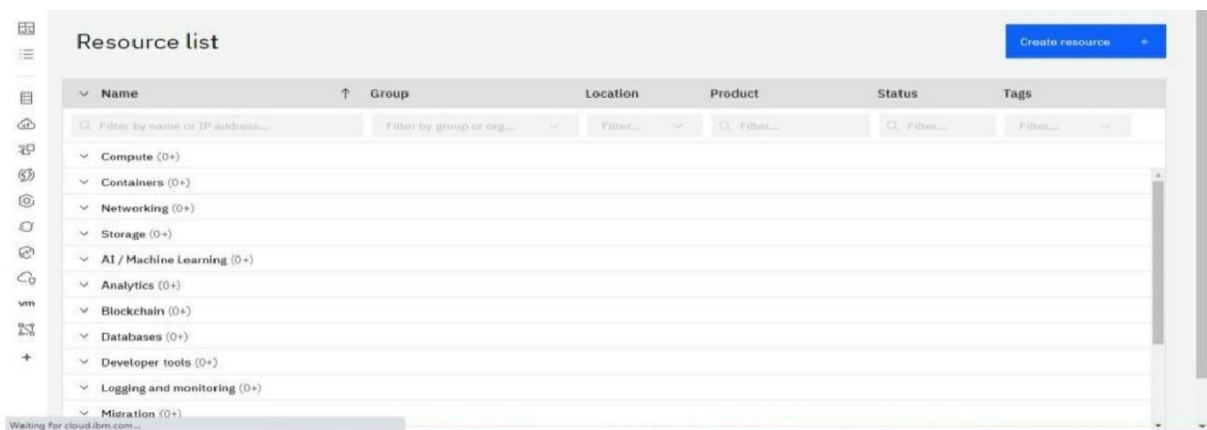 Resource list
Create resource +
Name Group Location Product Status Tags
Filter by name or IP address... Filter by group or org... Filter... Filter... Filter... Filter...
Compute (0+)
Containers (0+)
Networking (0+)
Storage (0+)
AI / Machine Learning (0+)
Analytics (0+)
Blockchain (0+)
vm
Databases (0+)
Developer tools (0+)
Logging and monitoring (0+)
Migration (0+)
Waiting for cloud.ibm.com...